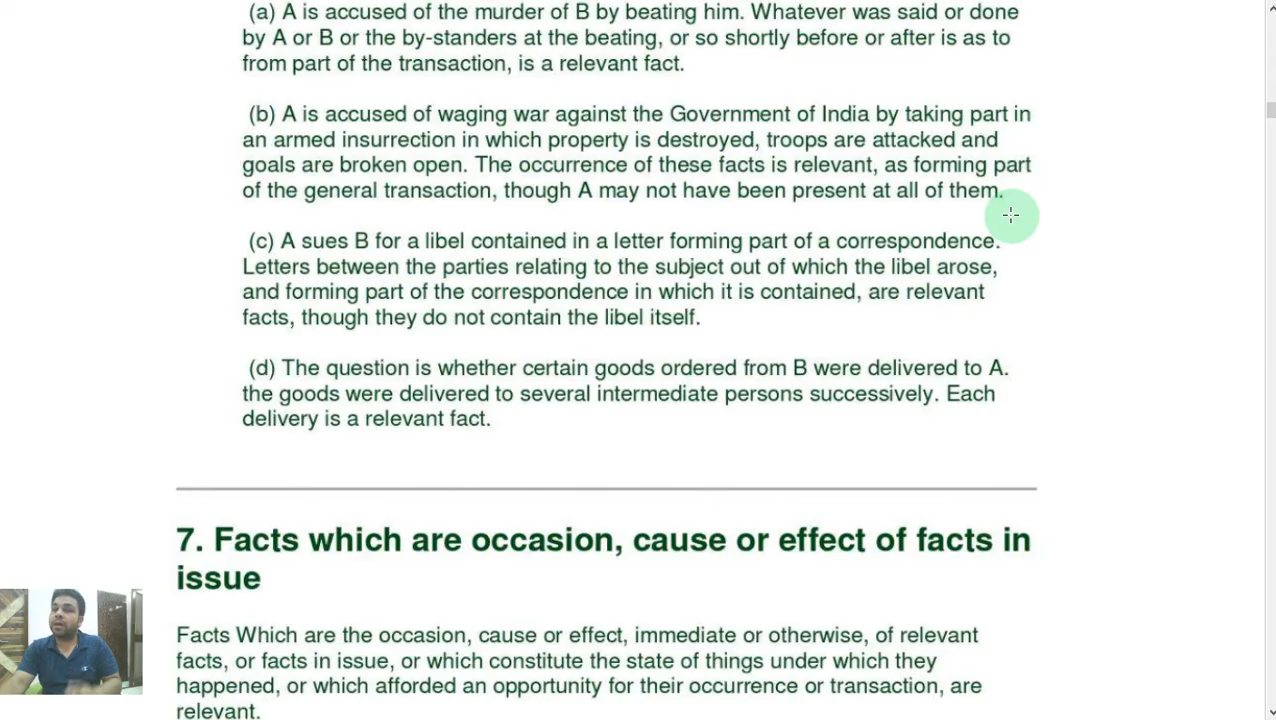 (a) A is accused of the murder of B by beating him. Whatever was said or done
by A or B or the by-standers at the beating, or so shortly before or after is as to
from part of the transaction, is a relevant fact.
(b) A is accused of waging war against the Government of India by taking part in
an armed insurrection in which property is destroyed, troops are attacked and
goals are broken open. The occurrence of these facts is relevant, as forming part
of the general transaction, though A may not have been present at all of them.
(c) A sues B for a libel contained in a letter forming part of a correspondence.
Letters between the parties relating to the subject out of which the libel arose,
and forming part of the correspondence in which it is contained, are relevant
facts, though they do not contain the libel itself.
(d) The question is whether certain goods ordered from B were delivered to A.
the goods were delivered to several intermediate persons successively. Each
delivery is a relevant fact.
7. Facts which are occasion, cause or effect of facts in
issue
Facts Which are the occasion, cause or effect, immediate or otherwise, of relevant
facts, or facts in issue, or which constitute the state of things under which they
happened, or which afforded an opportunity for their occurrence or transaction, are
relevant.